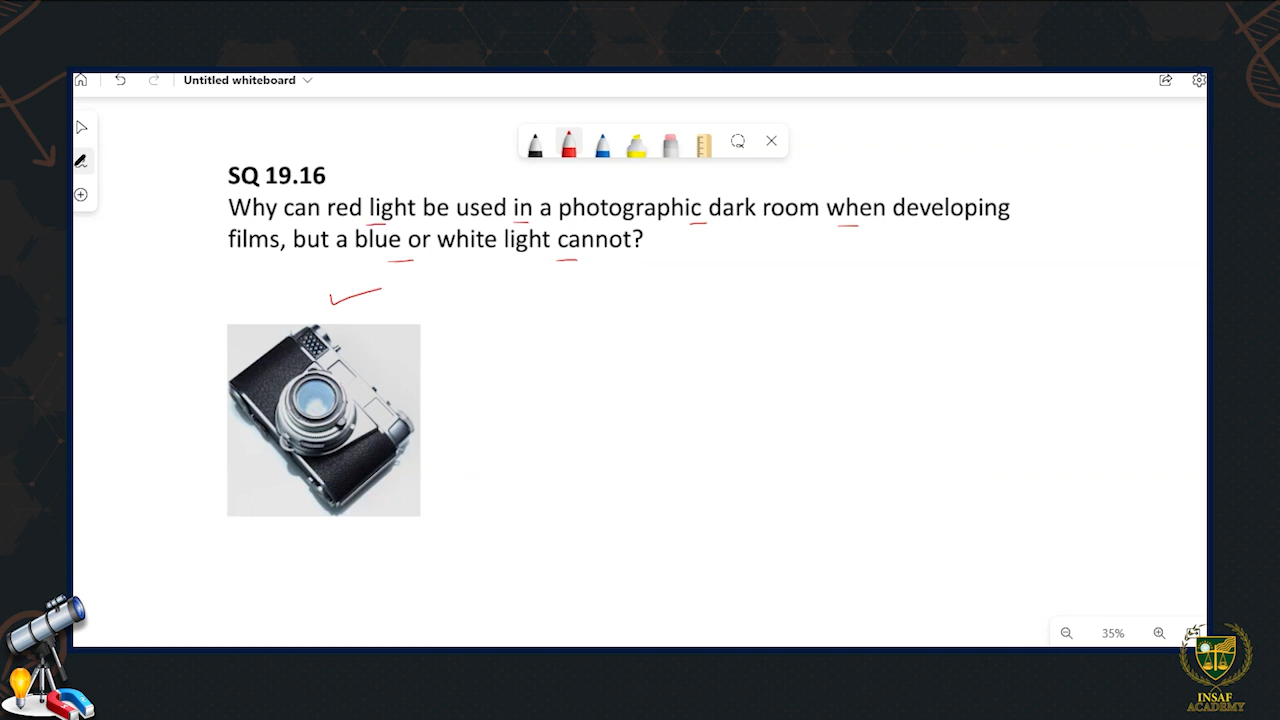 Untitled whiteboard
SQ 19.16
Why can red light be used in a photographic dark room when developing
films, but a blue or white light cannot?
35%
INSAF
ACADEMY